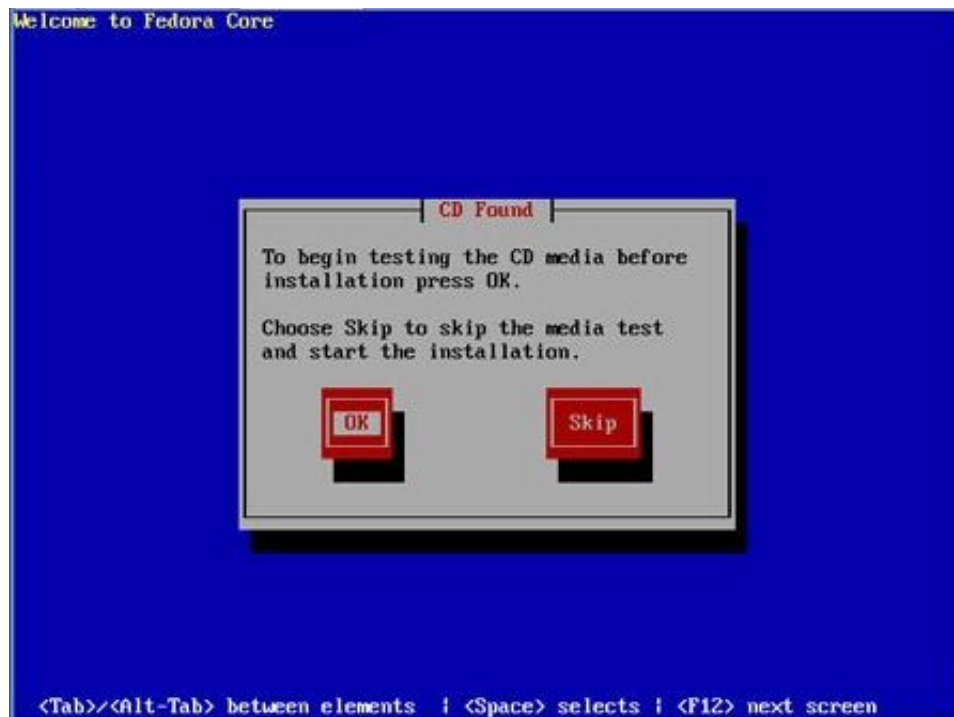 Welcome to Fedora Core
CD Found
To begin testing the CD media before
installation press OK.
Choose Skip to skip the media test
and start the installation.
OK Skip
<Tab>/<Alt-Tab> between elements | <Space> selects | <F12> next screen